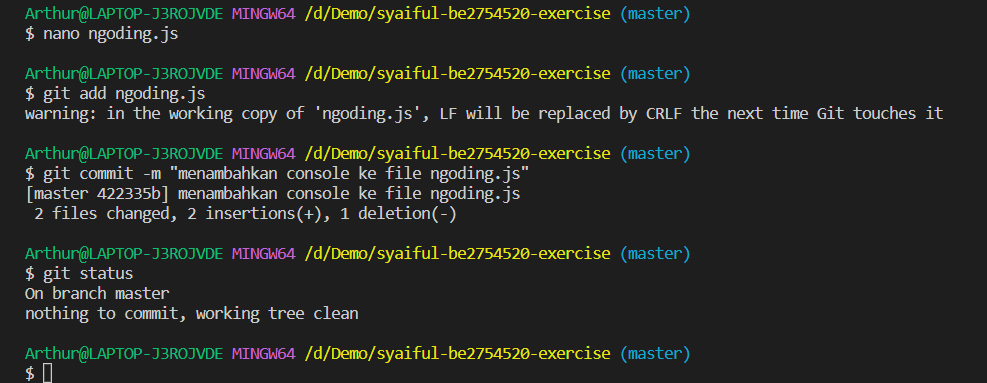 Arthur@LAPTOP-J3ROJVDE MINGW64 /d/Demo/syaiful-be2754520-exercise (master)
$ nano ngoding.js
Arthur@LAPTOP-J3ROJVDE MINGW64 /d/Demo/syaiful-be2754520-exercise (master)
$ git add ngoding.js
warning: in the working copy of 'ngoding.js', LF will be replaced by CRLF the next time Git touches it
Arthur@LAPTOP-J3ROJVDE MINGW64 /d/Demo/syaiful-be2754520-exercise (master)
$ git commit -m "menambahkan console ke file ngoding.js"
[master 422335b] menambahkan console ke file ngoding.js
 2 files changed, 2 insertions(+), 1 deletion(-)
Arthur@LAPTOP-J3ROJVDE MINGW64 /d/Demo/syaiful-be2754520-exercise (master)
$ git status
On branch master
nothing to commit, working tree clean
Arthur@LAPTOP-J3ROJVDE MINGW64 /d/Demo/syaiful-be2754520-exercise (master)
$